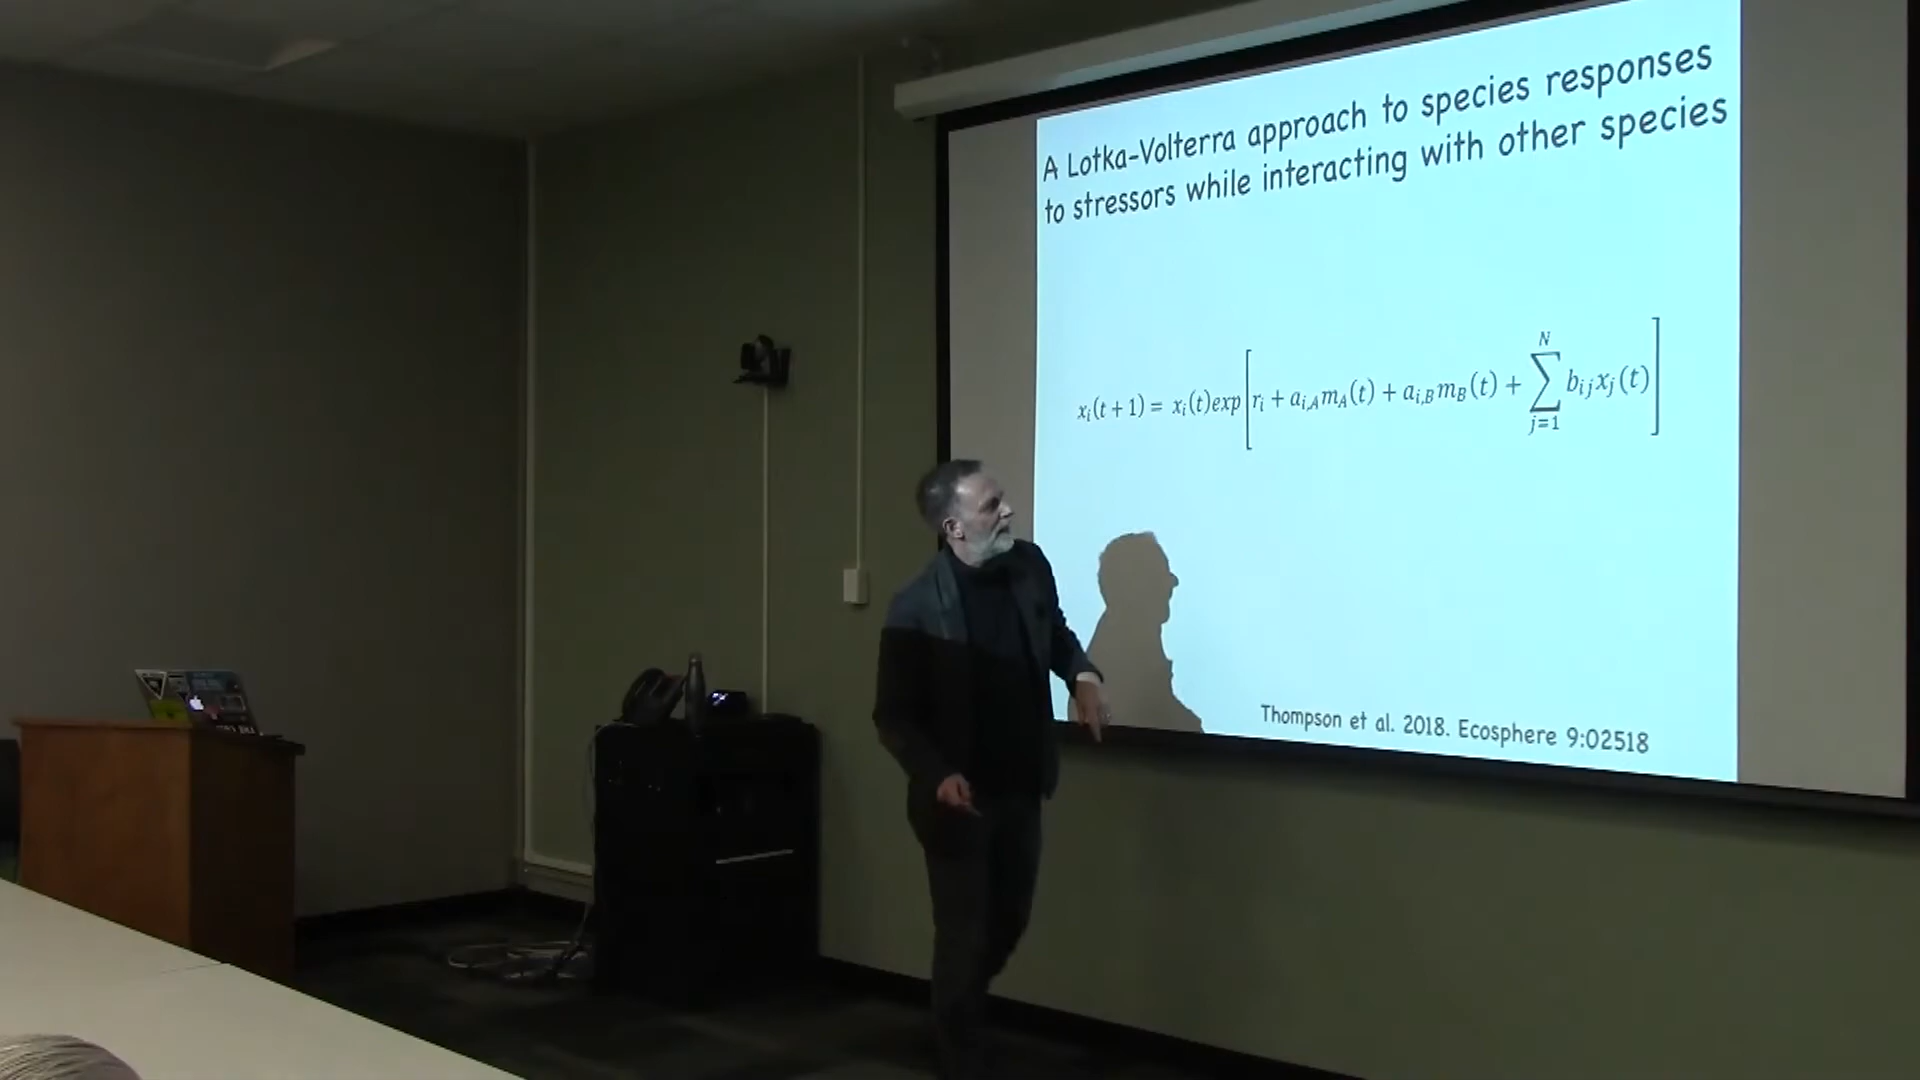 A Lotka-Volterra approach to species responses
to stressors while interacting with other species
x_i(t + 1) = x_i(t)exp[r_i + a_{i,A}m_A(t) + a_{i,B}m_B(t) + ∑_{j=1}^{N} b_{ij}x_j(t)]
Thompson et al. 2018. Ecosphere 9:02518